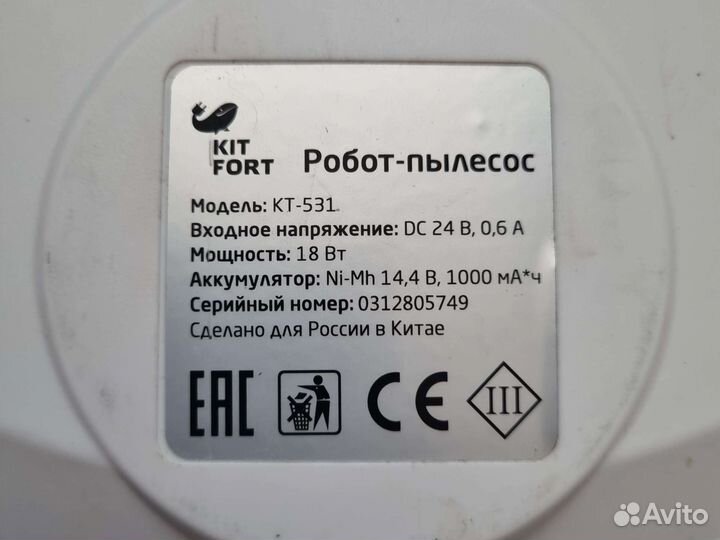 KIT
FORT
Робот-пылесос
Модель: КТ-531
Входное напряжение: DC 24 В, 0,6 А
Мощность: 18 Вт
Аккумулятор: Ni-Mh 14,4 В, 1000 мА*ч
Серийный номер: 0312805749
Сделано для России в Китае
EAC
CE
III
Avito